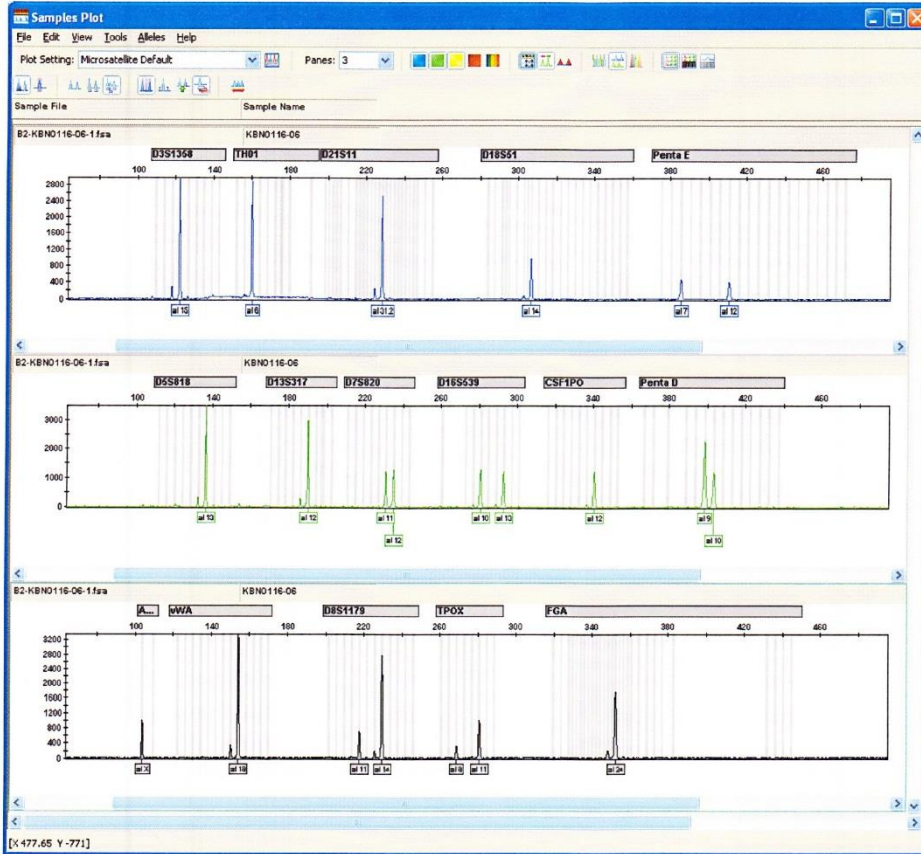 Samples Plot
File Edit View Tools Alleles Help
Plot Setting: Microsatellite Default Panes: 3
Sample File Sample Name
B2-KBN0116-06-1.fsa KBN0116-06
D3S1358 TH01 D21S11 D18S51 Penta E
100 140 180 220 260 300 340 380 420 460
2800
2400
2000
1600
1200
800
400
0
al 15 al 6 al 31.2 al 14 al 7 al 12
B2-KBN0116-06-1.fsa KBN0116-06
D5S818 D13S317 D7S820 D16S539 CSF1PO Penta D
100 140 180 220 260 300 340 380 420 460
3000
2000
1000
0
al 13 al 12 al 11 al 10 al 13 al 12 al 9
al 12 al 10
B2-KBN0116-06-1.fsa KBN0116-06
A... vWA D8S1179 TPOX FGA
100 140 180 220 260 300 340 380 420 460
3200
2800
2400
2000
1600
1200
800
400
0
al X al 11 al 14 al 8 al 11 al 24
[X 477.65 Y -771]